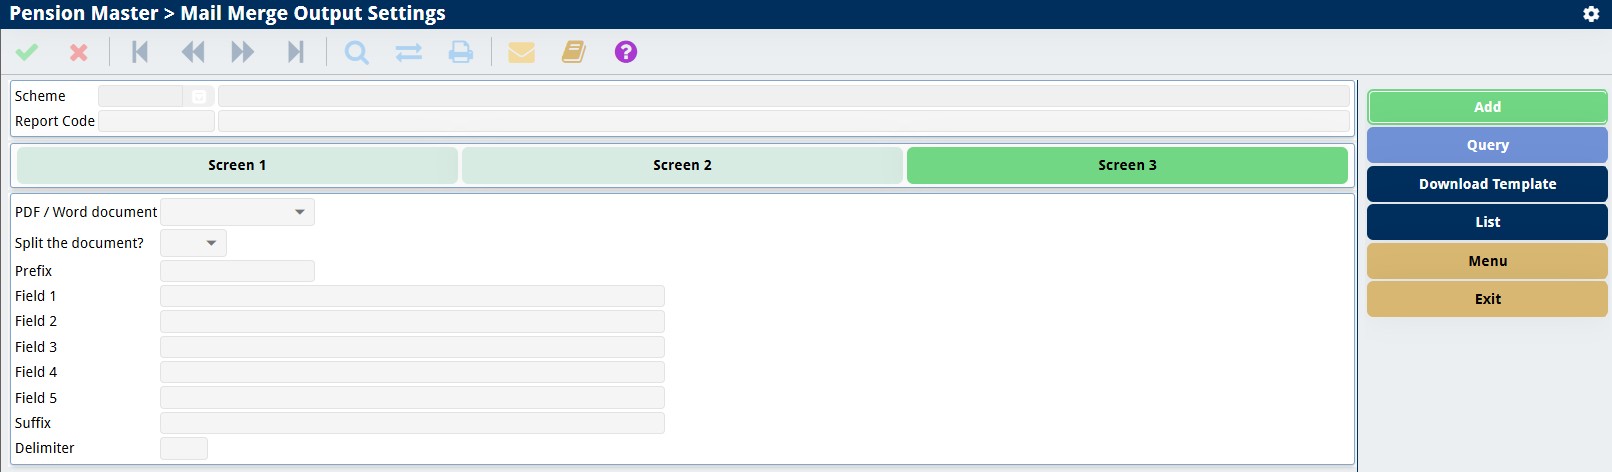 Pension Master > Mail Merge Output Settings
?
Scheme
Report Code
Add
Query
Download Template
List
Menu
Exit
Screen 1 Screen 2 Screen 3
PDF / Word document
Split the document?
Prefix
Field 1
Field 2
Field 3
Field 4
Field 5
Suffix
Delimiter